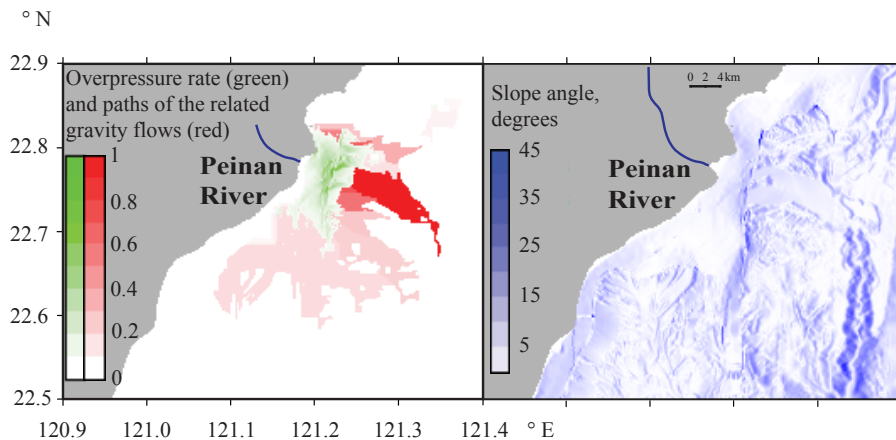 ° N
22.9
22.8
22.7
22.6
22.5
Overpressure rate (green)
and paths of the related
gravity flows (red)
1
0.8
0.6
0.4
0.2
0
Peinan
River
120.9 121.0 121.1 121.2 121.3 121.4 ° E
0 2 4 km
Slope angle,
degrees
45
35
25
15
5
Peinan
River